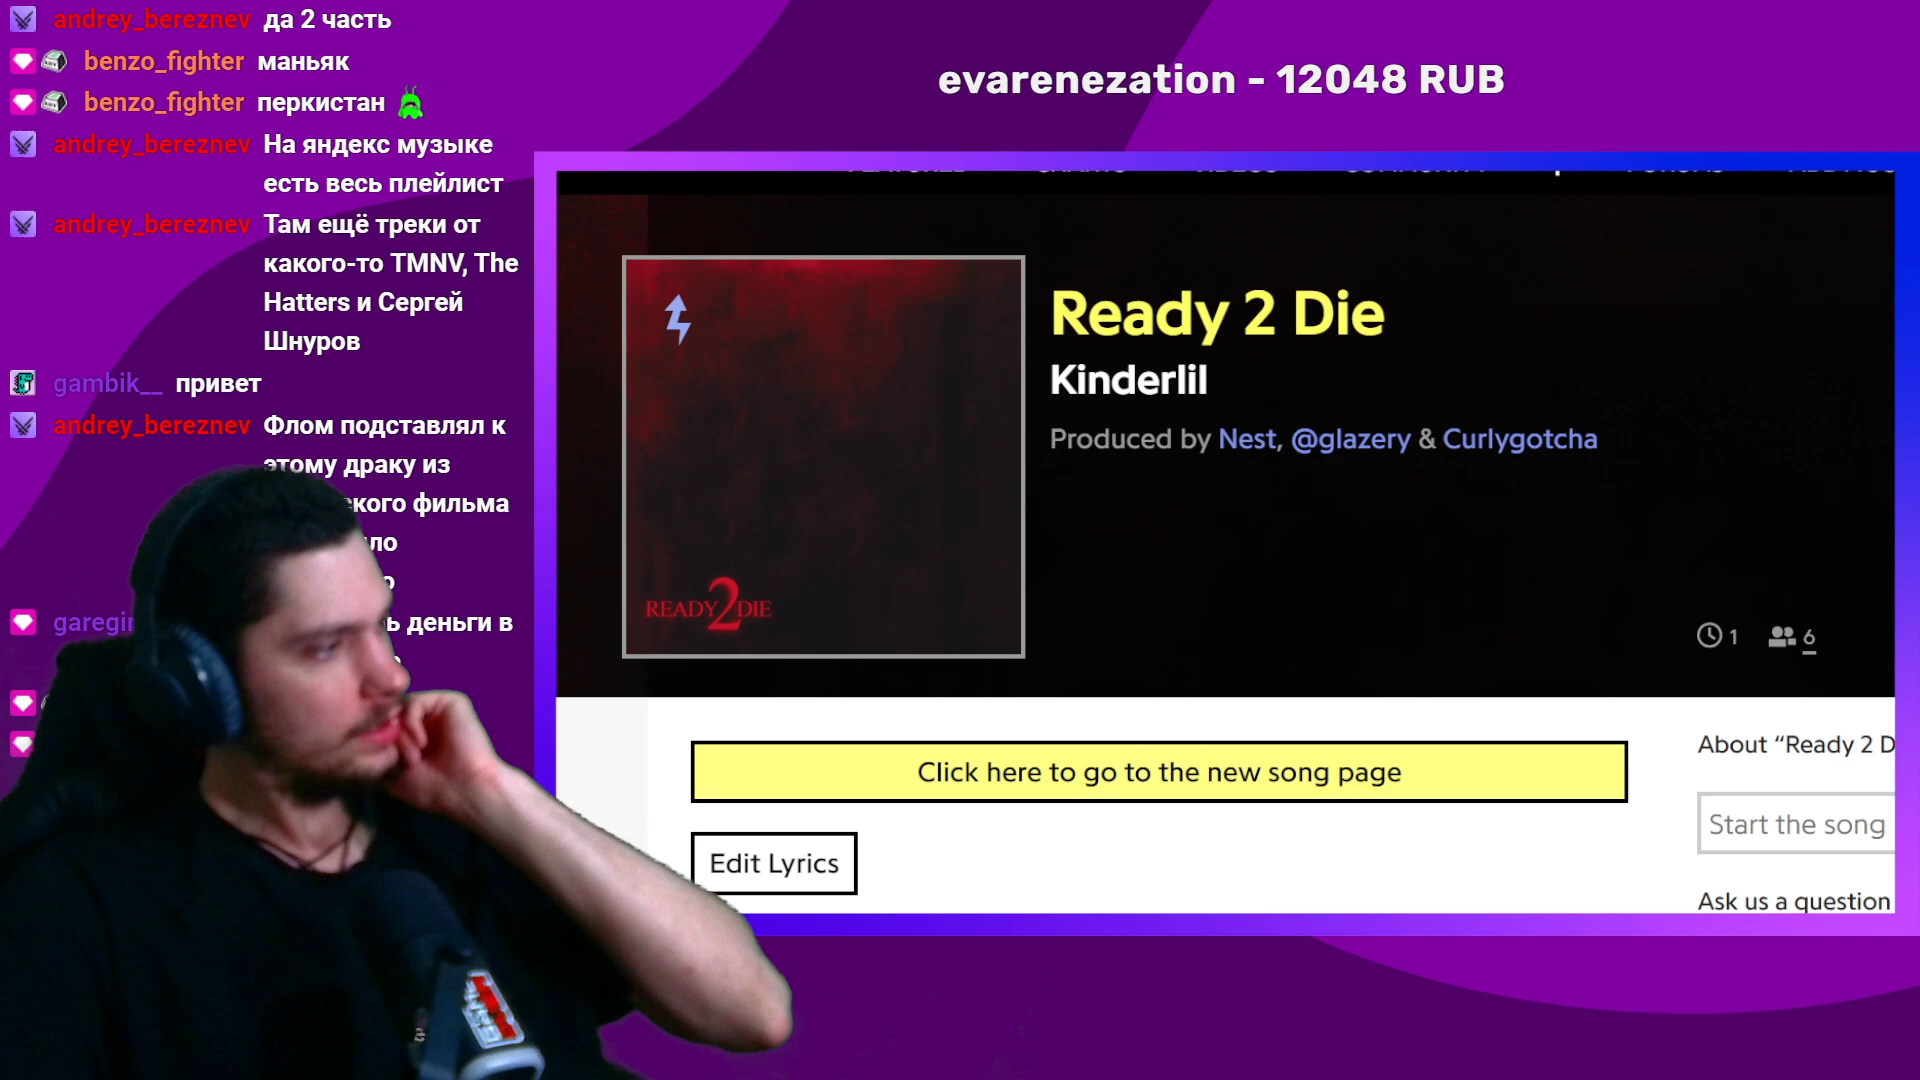 andrey_bereznev да 2 часть
benzo_fighter маньяк
benzo_fighter перкистан
andrey_bereznev На яндекс музыке
есть весь плейлист
andrey_bereznev Там ещё треки от
какого-то TMNV, The
Hatters и Сергей
Шнуров
gambik__ привет
andrey_bereznev Флом подставлял к
этому драку из
фильма
деньги в
evarenezation - 12048 RUB
READY 2 DIE
Ready 2 Die
Kinderlil
Produced by Nest, @glazery & Curlygotcha
1 6
Click here to go to the new song page
Edit Lyrics
About “Ready 2 D
Start the song
Ask us a question